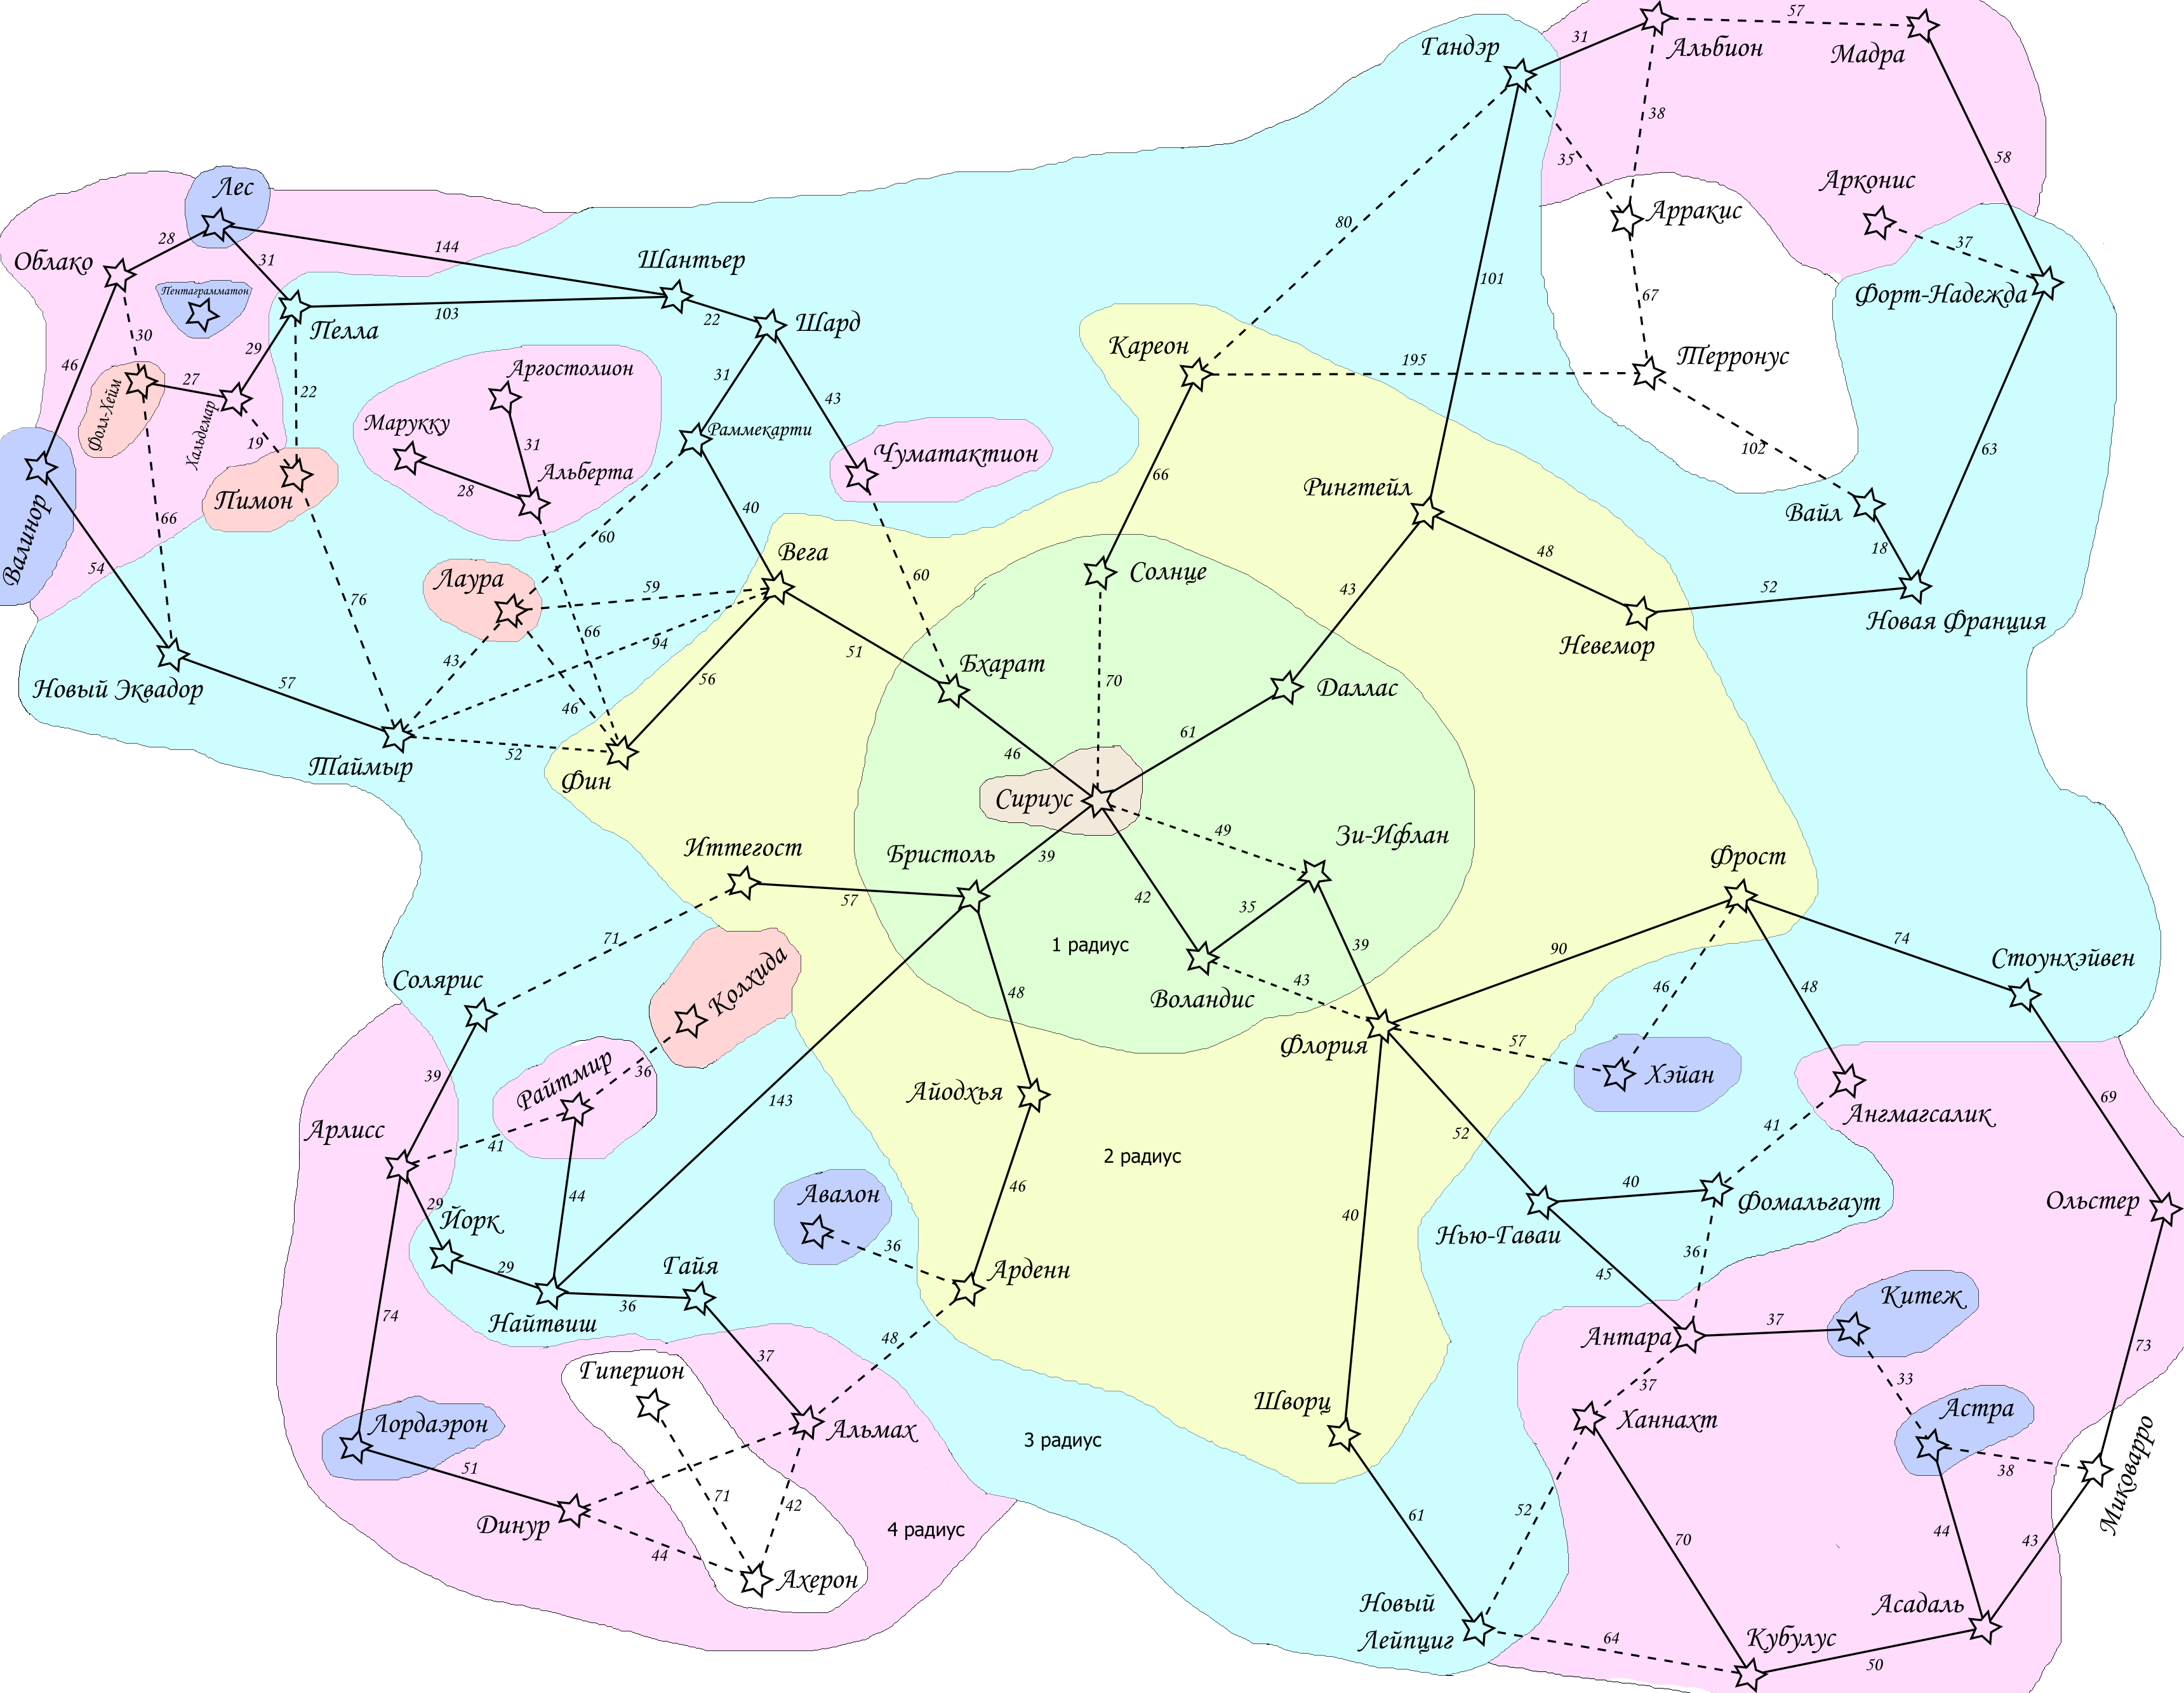 57
Гандэр
31
Альбион
Мадра
38
35
58
Арконис
Лес
Арракис
28
144
Шантьер
80
37
Облако
31
Пентаграмматон
101
Форт-Надежда
67
30
Пелла
103
22
Шард
Кареон
29
195
Терронус
46
27
31
43
Фолл-Хейм
22
Аргостолион
Марукку
Раммекарти
Хальдемар
19
31
Чуматактион
102
63
66
Пимон
28
Альберта
Рингтейл
Вайл
40
66
Валинор
60
Вега
48
18
54
Лаура
59
60
Солнце
43
52
76
66
94
Новая Франция
Невемор
43
51
Бхарат
Новый Эквадор
57
56
70
Даллас
46
52
61
Таймыр
Фин
46
Сириус
49
Зи-Ифлан
Иттегост
Бристоль
39
Фрост
57
42
35
71
1 радиус
39
90
74
Стоунхэйвен
Солярис
Колхида
48
43
46
48
Воландис
Флория
57
Хэйан
39
Райтмир
36
Айодхья
143
69
Ангмагсалик
Арлисс
41
52
41
2 радиус
29
44
Авалон
46
40
Фомальгаут
Ольстер
Йорк
40
Нью-Гаваи
36
36
29
Гайя
Арденн
45
36
Найтвиш
Китеж
74
48
Антара
37
37
73
Гиперион
33
37
Шворц
Лордаэрон
Альмах
Ханнахт
Астра
3 радиус
51
38
Миковарро
71
42
52
61
Динур
4 радиус
70
44
43
44
Ахерон
Новый
Лейпциг
Асадаль
64
Кубулус
50